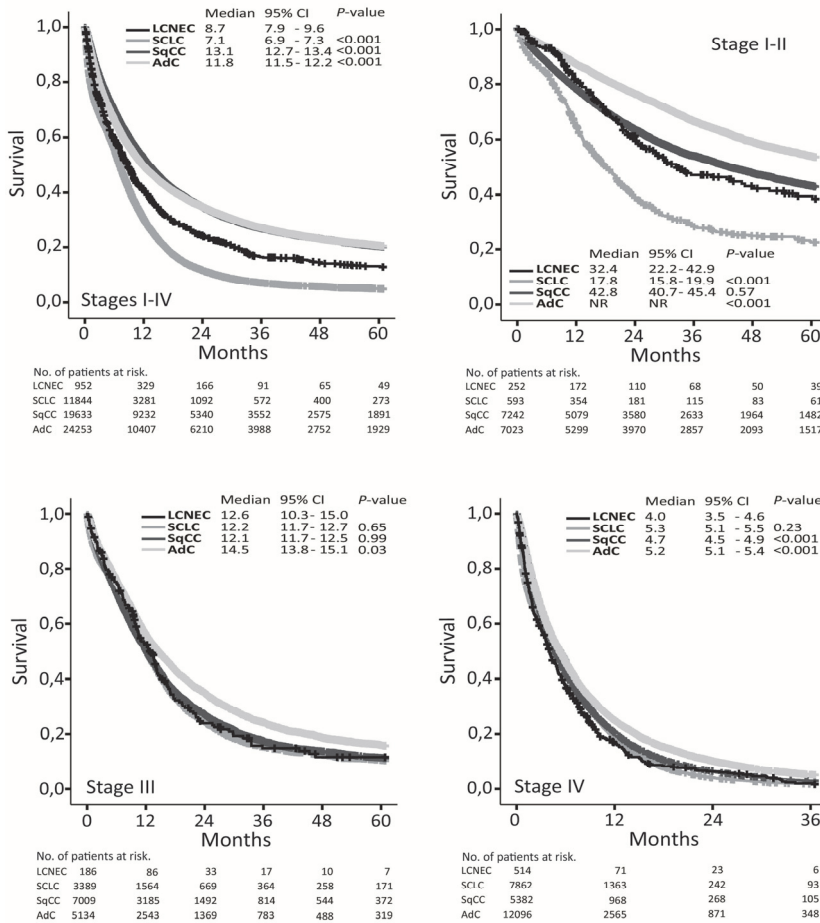 Median 95% CI P-value
LCNEC 8.7 7.9 - 9.6
SCLC 7.1 6.9 - 7.3 <0.001
SqCC 13.1 12.7 - 13.4 <0.001
AdC 11.8 11.5 - 12.2 <0.001
1,0
0,8
0,6
0,4
0,2
0,0
Survival
Stages I-IV
0 12 24 36 48 60
Months
No. of patients at risk.
LCNEC 952 329 166 91 65 49
SCLC 11844 3281 1092 572 400 273
SqCC 19633 9232 5340 3552 2575 1891
AdC 24253 10407 6210 3988 2752 1929
Stage I-II
1,0
0,8
0,6
0,4
0,2
0,0
Survival
Median 95% CI P-value
LCNEC 32.4 22.2 - 42.9
SCLC 17.8 15.8 - 19.9 <0.001
SqCC 42.8 40.7 - 45.4 0.57
AdC NR NR <0.001
0 12 24 36 48 60
Months
No. of patients at risk.
LCNEC 252 172 110 68 50 39
SCLC 593 354 181 115 83 61
SqCC 7242 5079 3580 2633 1964 1482
AdC 7023 5299 3970 2857 2093 1517
Median 95% CI P-value
LCNEC 12.6 10.3 - 15.0
SCLC 12.2 11.7 - 12.7 0.65
SqCC 12.1 11.7 - 12.5 0.99
AdC 14.5 13.8 - 15.1 0.03
1,0
0,8
0,6
0,4
0,2
0,0
Survival
Stage III
0 12 24 36 48 60
Months
No. of patients at risk.
LCNEC 186 86 33 17 10 7
SCLC 3389 1564 669 364 258 171
SqCC 7009 3185 1492 814 544 372
AdC 5134 2543 1369 783 488 319
Median 95% CI P-value
LCNEC 4.0 3.5 - 4.6
SCLC 5.3 5.1 - 5.5 0.23
SqCC 4.7 4.5 - 4.9 <0.001
AdC 5.2 5.1 - 5.4 <0.001
1,0
0,8
0,6
0,4
0,2
0,0
Survival
Stage IV
0 12 24 36
Months
No. of patients at risk.
LCNEC 514 71 23 6
SCLC 7862 1363 242 93
SqCC 5382 968 268 105
AdC 12096 2565 871 348